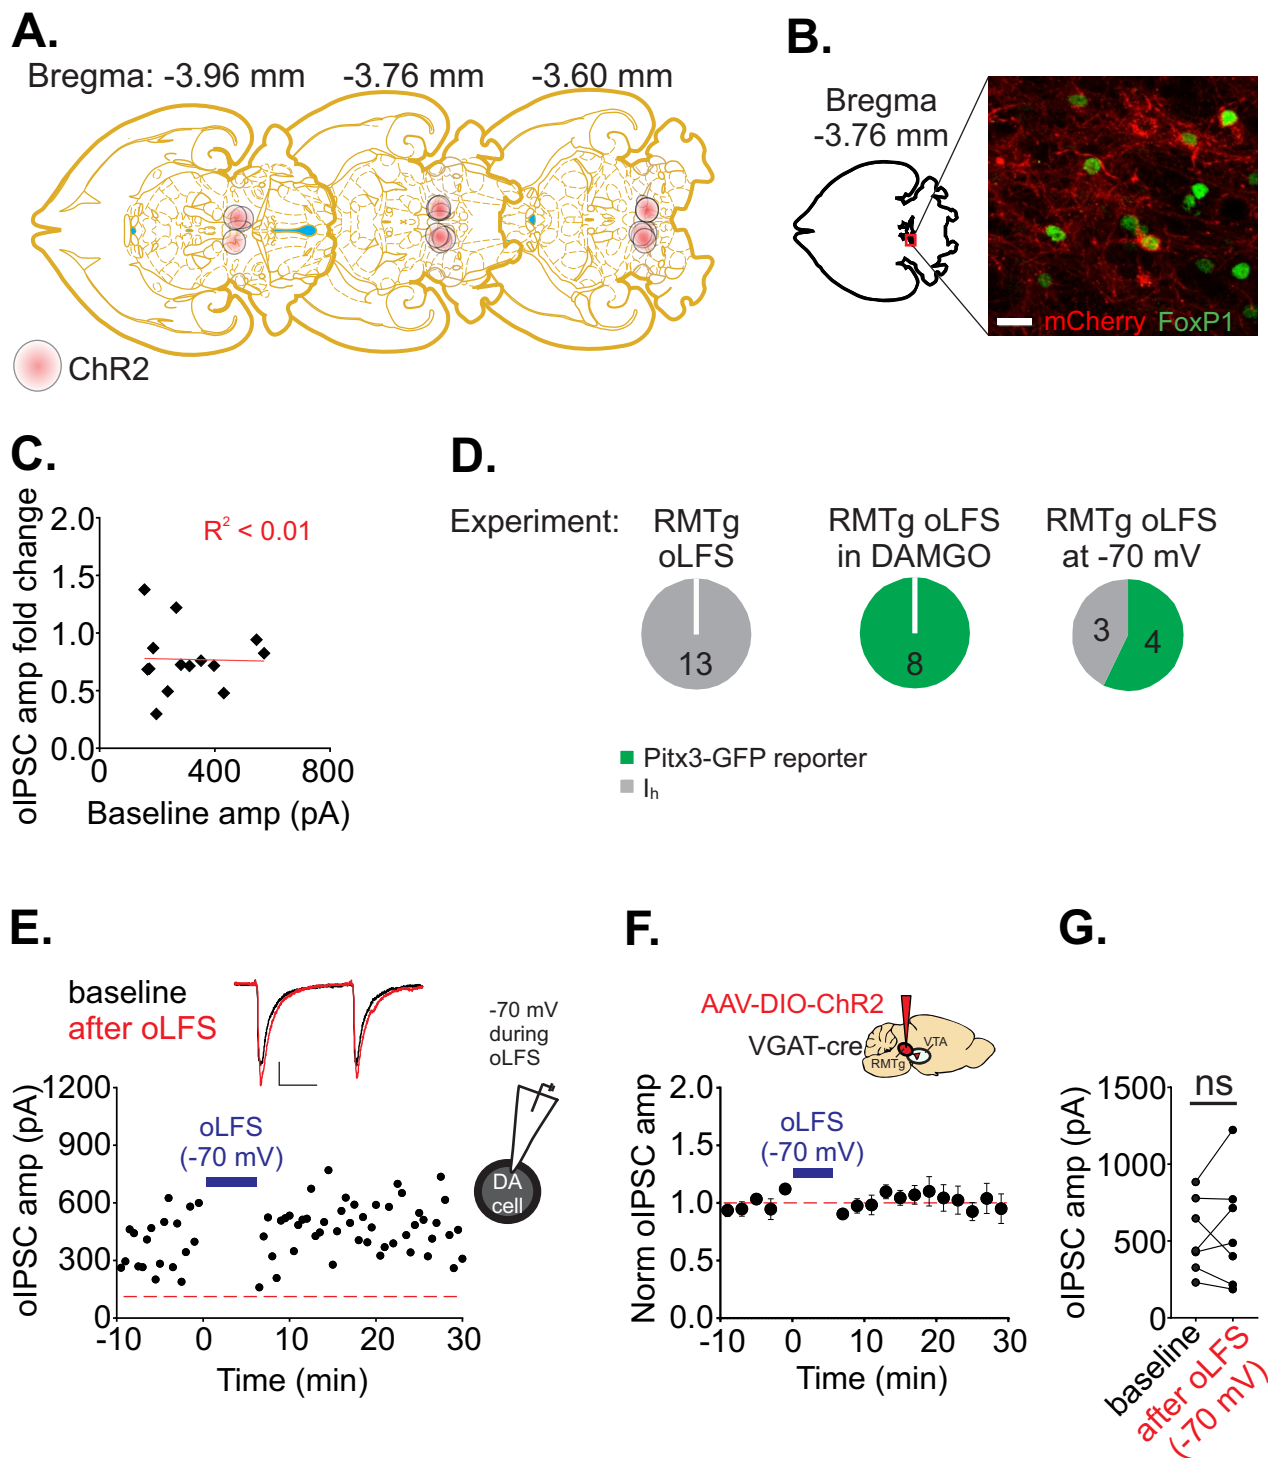 A.
Bregma: -3.96 mm -3.76 mm -3.60 mm
ChR2
B.
Bregma
-3.76 mm
mCherry FoxP1
C.
oIPSC amp fold change
R² < 0.01
2.0
1.5
1.0
0.5
0.0
0 400 800
Baseline amp (pA)
D.
Experiment:
RMTg
oLFS
13
RMTg oLFS
in DAMGO
8
RMTg oLFS
at -70 mV
3
4
Pitx3-GFP reporter
Iₕ
E.
baseline
after oLFS
-70 mV
during
oLFS
DA
cell
oIPSC amp (pA)
1200
900
600
300
0
oLFS
(-70 mV)
-10 0 10 20 30
Time (min)
F.
AAV-DIO-ChR2
VGAT-cre
RMTg
VTA
Norm oIPSC amp
2.0
1.5
1.0
0.5
0.0
oLFS
(-70 mV)
-10 0 10 20 30
Time (min)
G.
oIPSC amp (pA)
1500
1000
500
0
ns
baseline
after oLFS
(-70 mV)